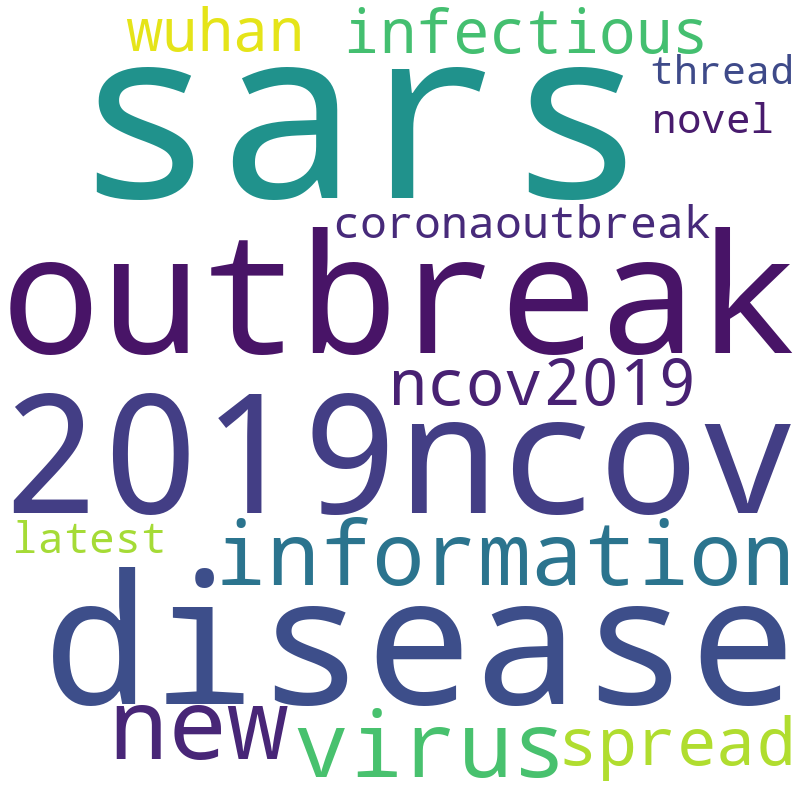 wuhan infectious
sars
thread
novel
coronaoutbreak
outbreak
ncov2019
2019ncov
latest
information
disease
new
virus
spread